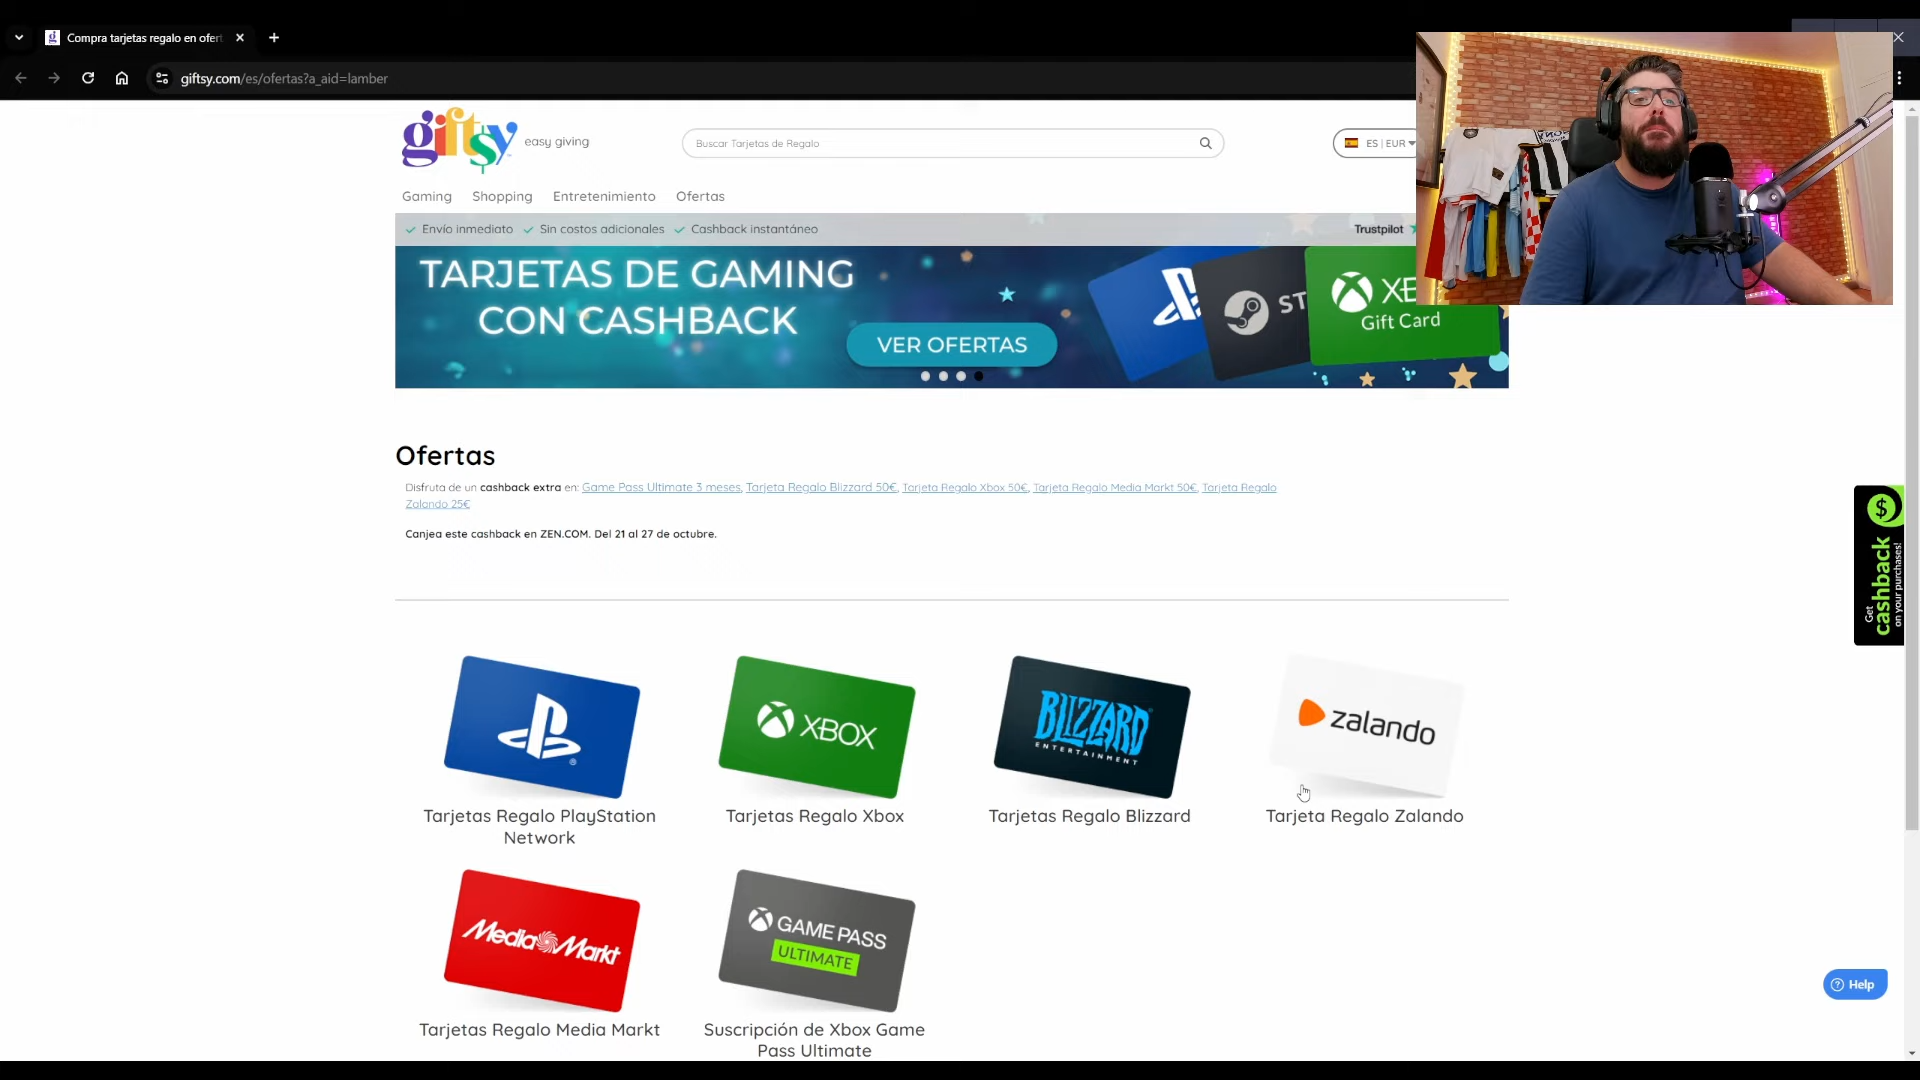 Compra tarjetas regalo en ofer
giftsy.com/es/ofertas?a_aid=lamber
giftsy easy giving
Buscar Tarjetas de Regalo
ES | EUR
Gaming Shopping Entretenimiento Ofertas
Envío inmediato Sin costos adicionales Cashback instantáneo
Trustpilot
TARJETAS DE GAMING
CON CASHBACK
VER OFERTAS
ST
XB
Gift Card
Ofertas
Disfruta de un cashback extra en: Game Pass Ultimate 3 meses, Tarjeta Regalo Blizzard 50€, Tarjeta Regalo Xbox 50€, Tarjeta Regalo Media Markt 50€, Tarjeta Regalo
Zalando 25€
Canjea este cashback en ZEN.COM. Del 21 al 27 de octubre.
Get
cashback
on your purchases!
XBOX
BLIZZARD
ENTERTAINMENT
zalando
Tarjetas Regalo PlayStation
Network
Tarjetas Regalo Xbox
Tarjetas Regalo Blizzard
Tarjeta Regalo Zalando
Media Markt
GAME PASS
ULTIMATE
Tarjetas Regalo Media Markt
Suscripción de Xbox Game
Pass Ultimate
Help